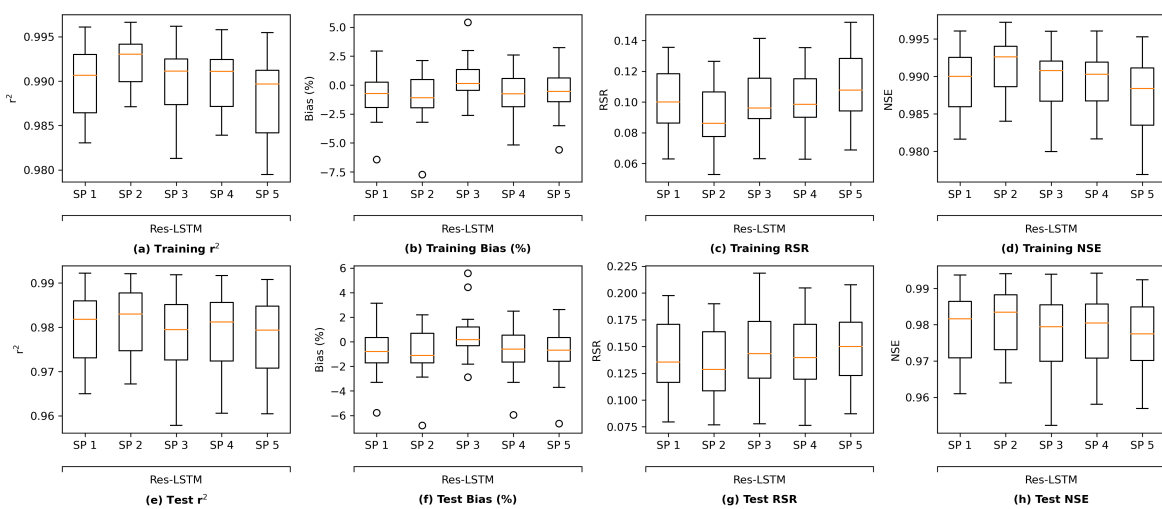 0.995
0.990
0.985
0.980
r²
SP 1 SP 2 SP 3 SP 4 SP 5
Res-LSTM
(a) Training r²
5.0
2.5
0.0
−2.5
−5.0
−7.5
Bias (%)
SP 1 SP 2 SP 3 SP 4 SP 5
Res-LSTM
(b) Training Bias (%)
0.14
0.12
0.10
0.08
0.06
RSR
SP 1 SP 2 SP 3 SP 4 SP 5
Res-LSTM
(c) Training RSR
0.995
0.990
0.985
0.980
NSE
SP 1 SP 2 SP 3 SP 4 SP 5
Res-LSTM
(d) Training NSE
0.99
0.98
0.97
0.96
r²
SP 1 SP 2 SP 3 SP 4 SP 5
Res-LSTM
(e) Test r²
6
4
2
0
−2
−4
−6
Bias (%)
SP 1 SP 2 SP 3 SP 4 SP 5
Res-LSTM
(f) Test Bias (%)
0.225
0.200
0.175
0.150
0.125
0.100
0.075
RSR
SP 1 SP 2 SP 3 SP 4 SP 5
Res-LSTM
(g) Test RSR
0.99
0.98
0.97
0.96
NSE
SP 1 SP 2 SP 3 SP 4 SP 5
Res-LSTM
(h) Test NSE